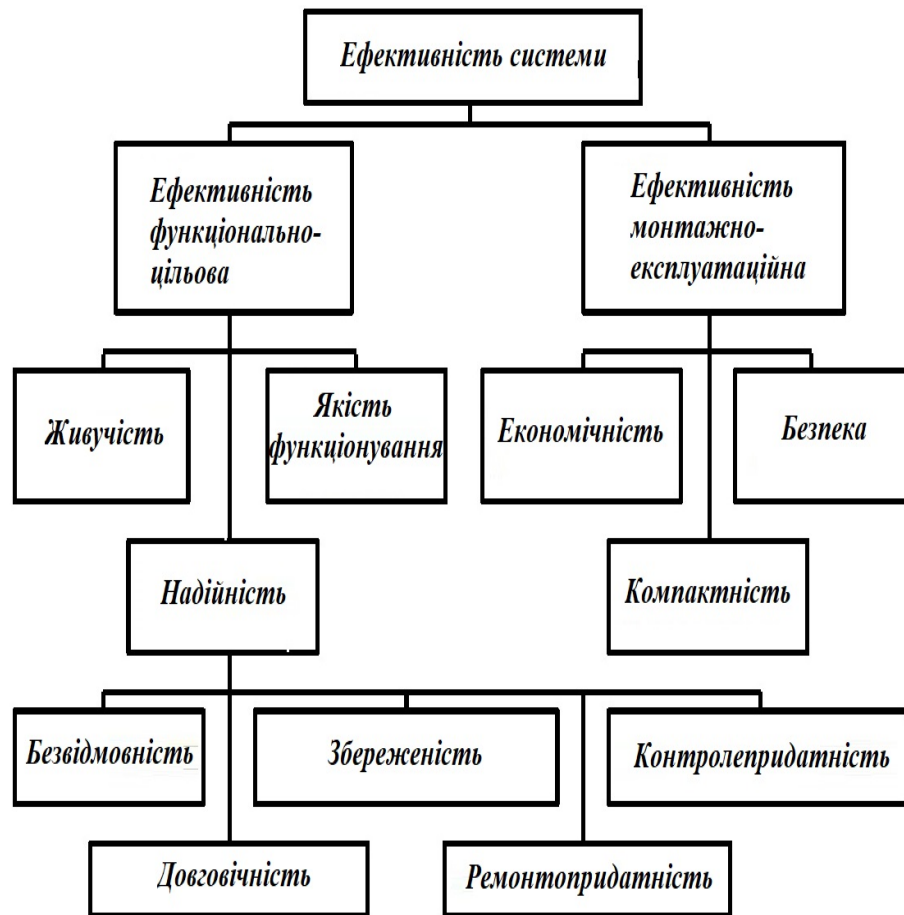 Ефективність системи
Ефективність
функціонально-
цільова
Ефективність
монтажно-
експлуатаційна
Живучість
Якість
функціонування
Економічність
Безпека
Надійність
Компактність
Безвідмовність
Збереженість
Контролепридатність
Довговічність
Ремонтопридатність